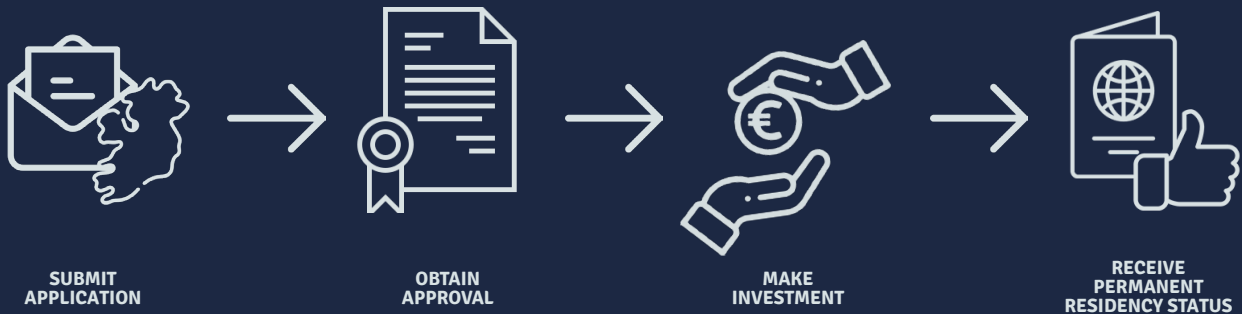 SUBMIT
APPLICATION
OBTAIN
APPROVAL
€
MAKE
INVESTMENT
RECEIVE
PERMANENT
RESIDENCY STATUS